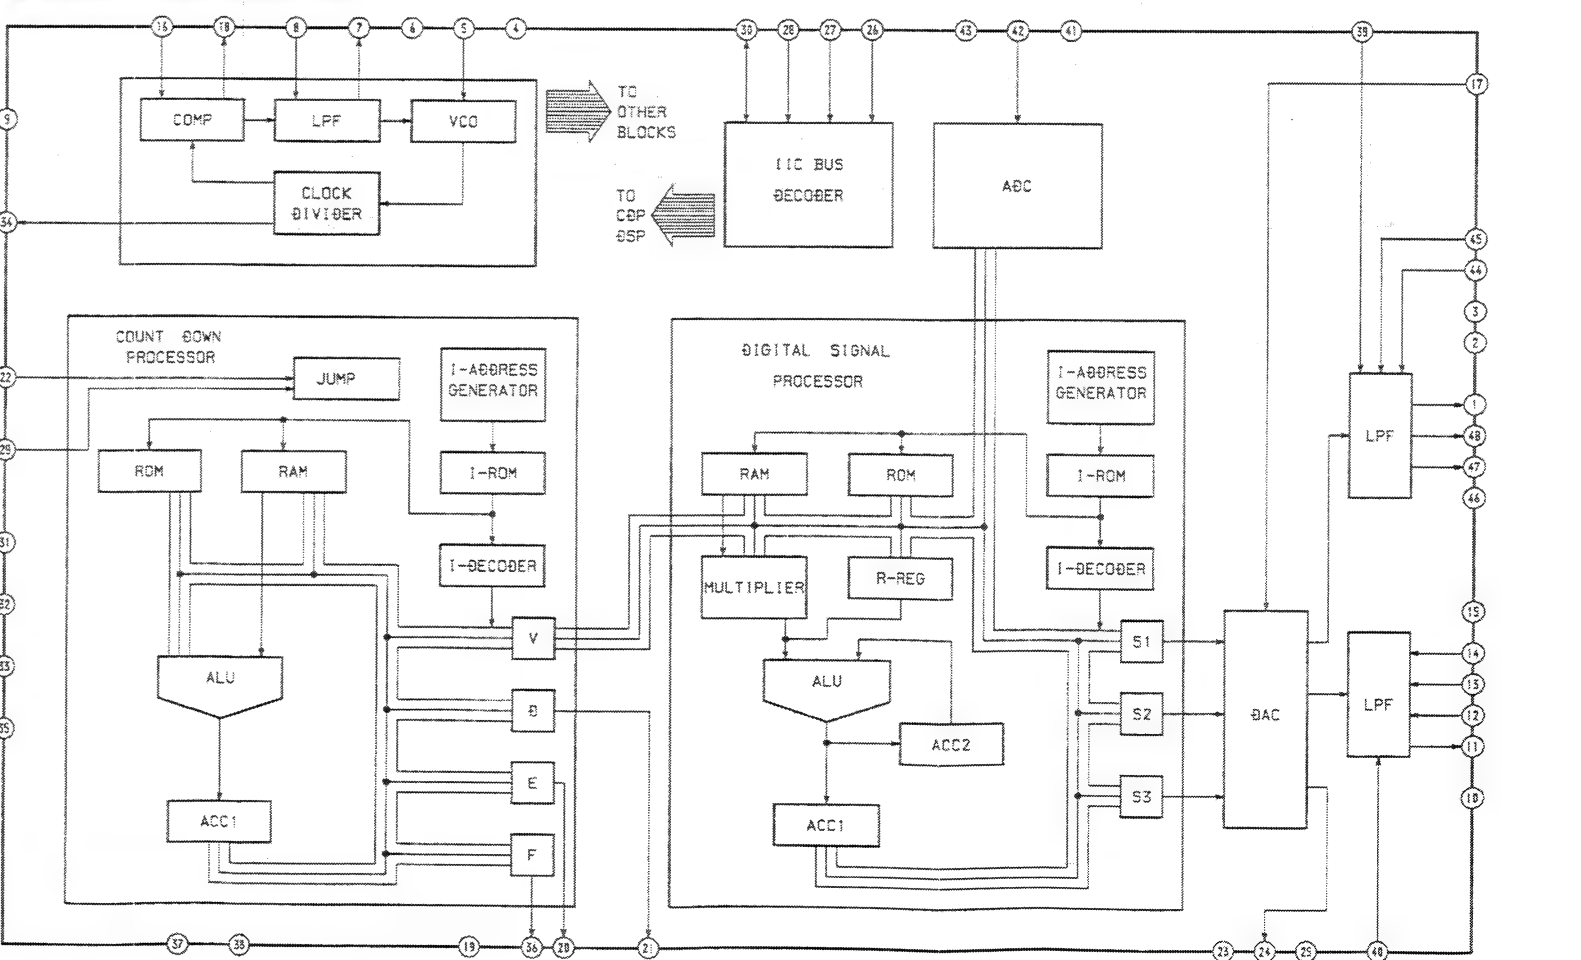 16 18 8 7 6 5 4 30 28 27 26 43 42 41 39
17
9
COMP
LPF
VCO
TO
OTHER
BLOCKS
CLOCK
DIVIDER
34
IIC BUS
DECODER
TO
CDP
DSP
ADC
45
44
3
2
COUNT DOWN
PROCESSOR
22
JUMP
I-ADDRESS
GENERATOR
DIGITAL SIGNAL
PROCESSOR
I-ADDRESS
GENERATOR
1
LPF
48
47
46
ROM
RAM
I-ROM
RAM
ROM
I-ROM
31
I-DECODER
MULTIPLIER
R-REG
I-DECODER
32
V
S1
15
33
ALU
ALU
14
13
35
D
S2
DAC
LPF
12
ACC2
11
E
S3
10
ACC1
ACC1
F
37 38 19 36 20 21 23 24 25 40